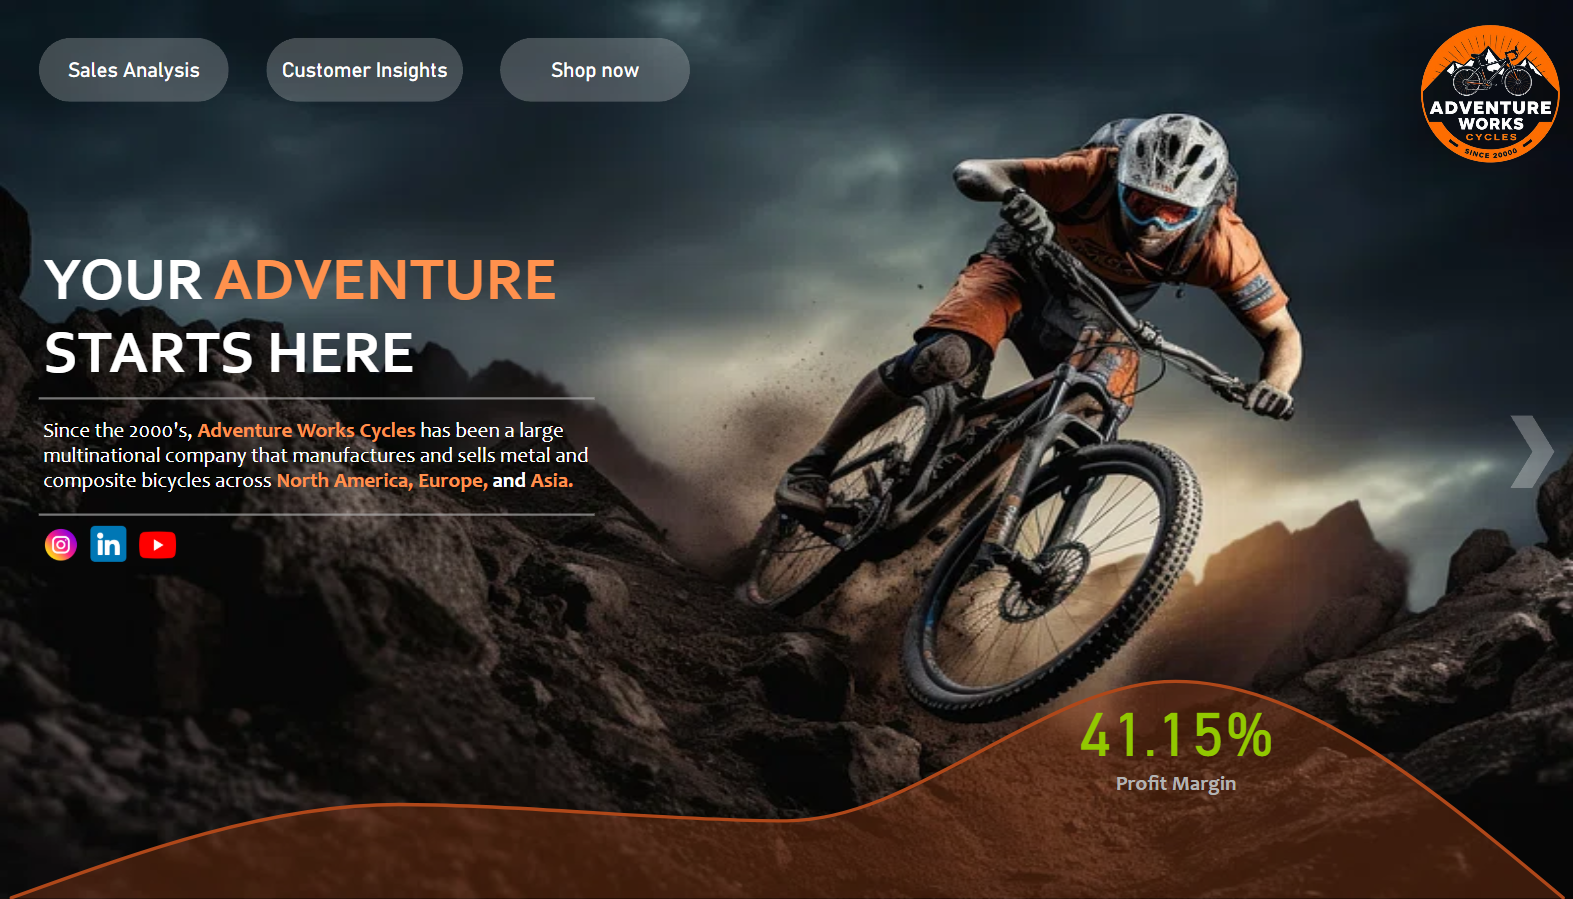 Sales Analysis
Customer Insights
Shop now
ADVENTURE
WORKS
CYCLES
SINCE 20000
YOUR ADVENTURE
STARTS HERE
Since the 2000's, Adventure Works Cycles has been a large
multinational company that manufactures and sells metal and
composite bicycles across North America, Europe, and Asia.
in
41.15%
Profit Margin